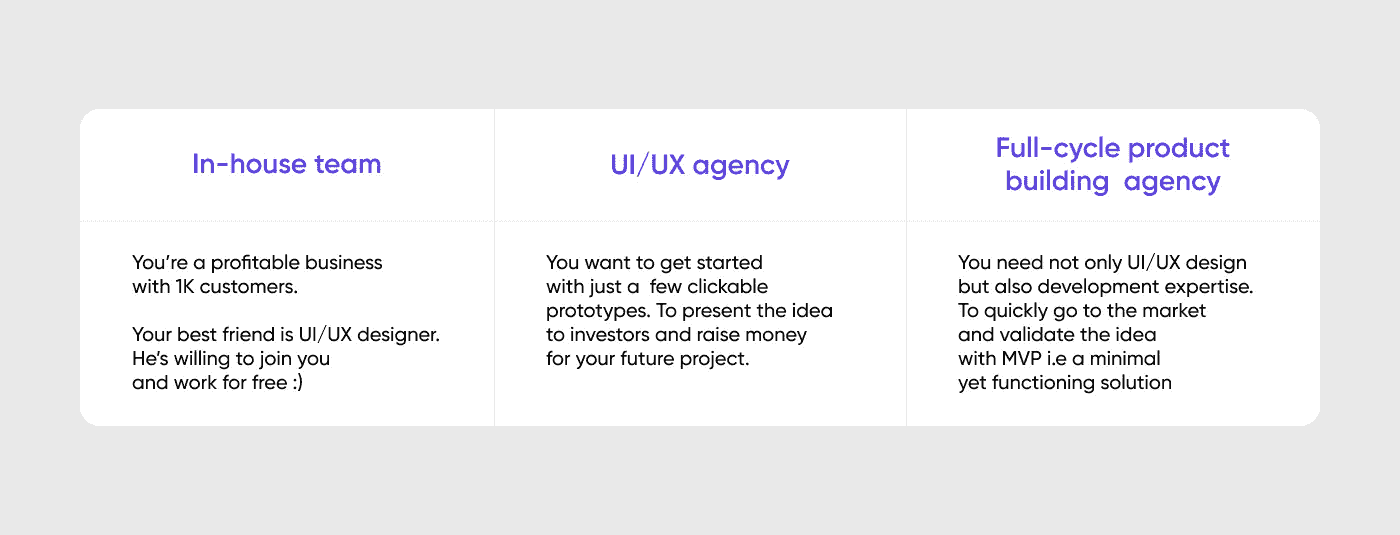 In-house team
UI/UX agency
Full-cycle product
building  agency
You're a profitable business
with 1K customers.
Your best friend is UI/UX designer.
He's willing to join you
and work for free :)
You want to get started
with just a  few clickable
prototypes. To present the idea
to investors and raise money
for your future project.
You need not only UI/UX design
but also development expertise.
To quickly go to the market
and validate the idea
with MVP i.e a minimal
yet functioning solution